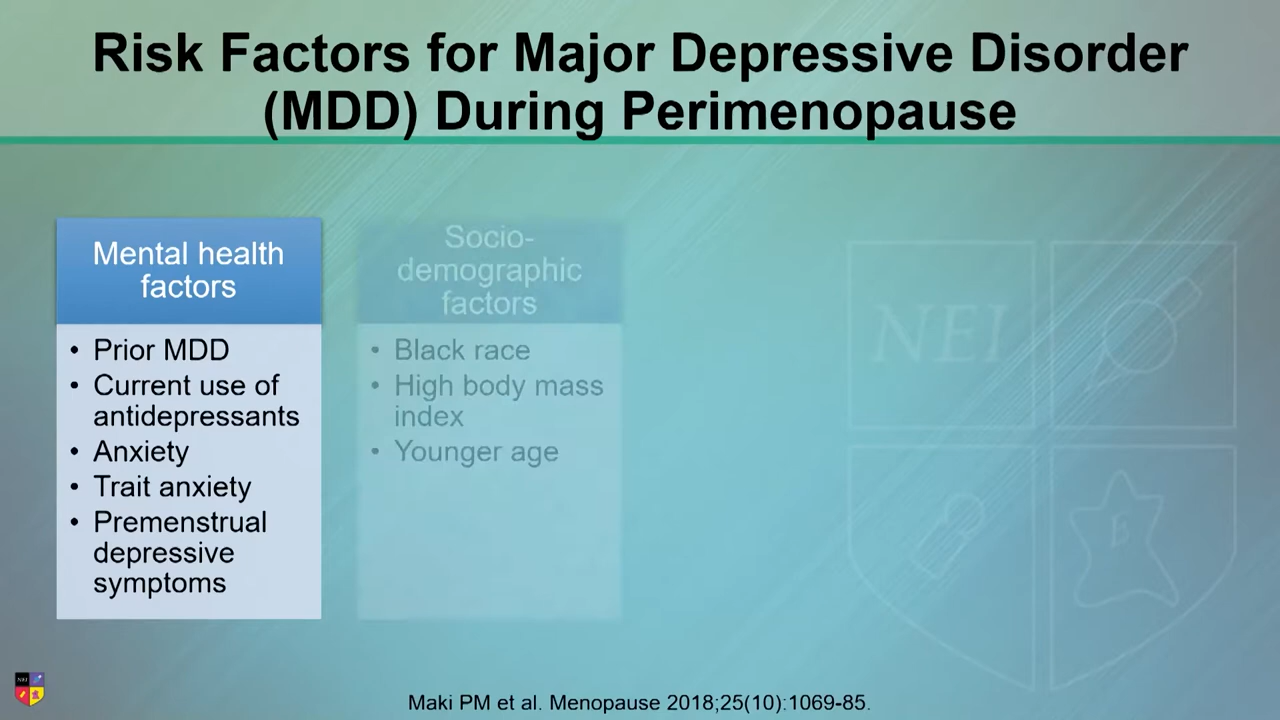 Risk Factors for Major Depressive Disorder
(MDD) During Perimenopause
Mental health
factors
• Prior MDD
• Current use of
antidepressants
• Anxiety
• Trait anxiety
• Premenstrual
depressive
symptoms
Socio-
demographic
factors
• Black race
• High body mass
index
• Younger age
NEI
NEI
Maki PM et al. Menopause 2018;25(10):1069-85.